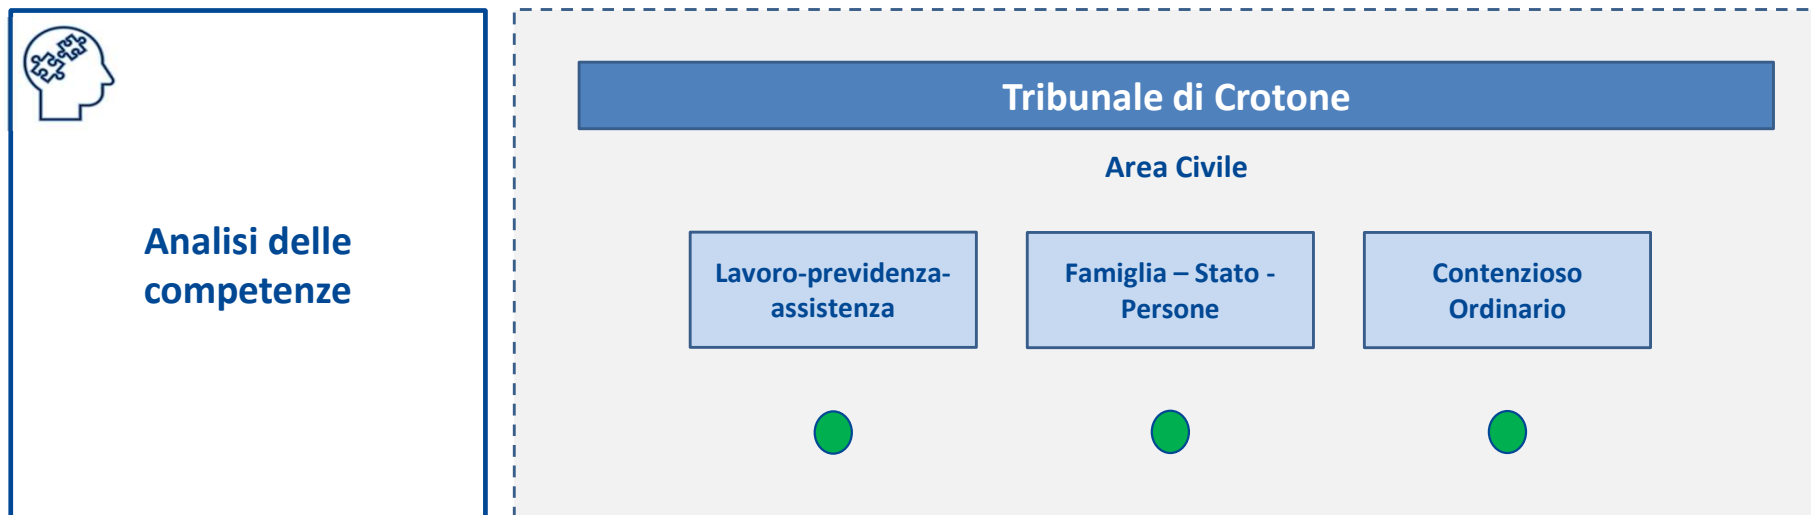 Analisi delle
competenze
Tribunale di Crotone
Area Civile
Lavoro-previdenza-
assistenza
Famiglia – Stato -
Persone
Contenzioso
Ordinario